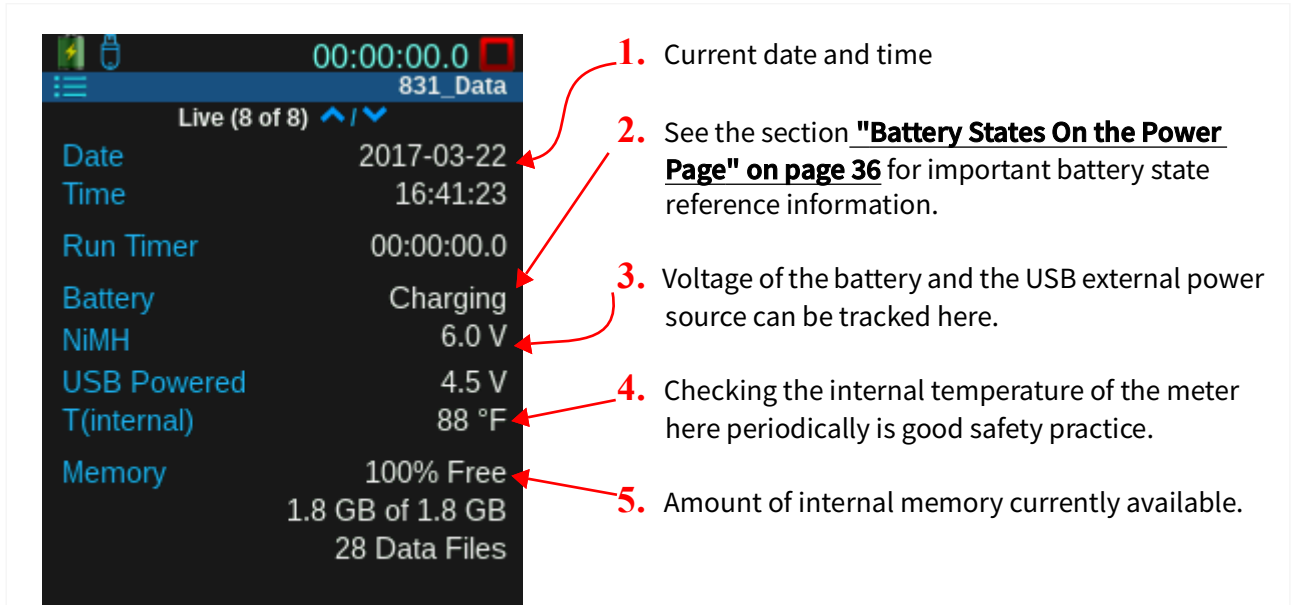 00:00:00.0
831_Data
Live (8 of 8) /
Date 2017-03-22
Time 16:41:23
Run Timer 00:00:00.0
Battery Charging
NiMH 6.0 V
USB Powered 4.5 V
T(internal) 88 °F
Memory 100% Free
1.8 GB of 1.8 GB
28 Data Files
1. Current date and time
2. See the section "Battery States On the Power
Page" on page 36 for important battery state
reference information.
3. Voltage of the battery and the USB external power
source can be tracked here.
4. Checking the internal temperature of the meter
here periodically is good safety practice.
5. Amount of internal memory currently available.